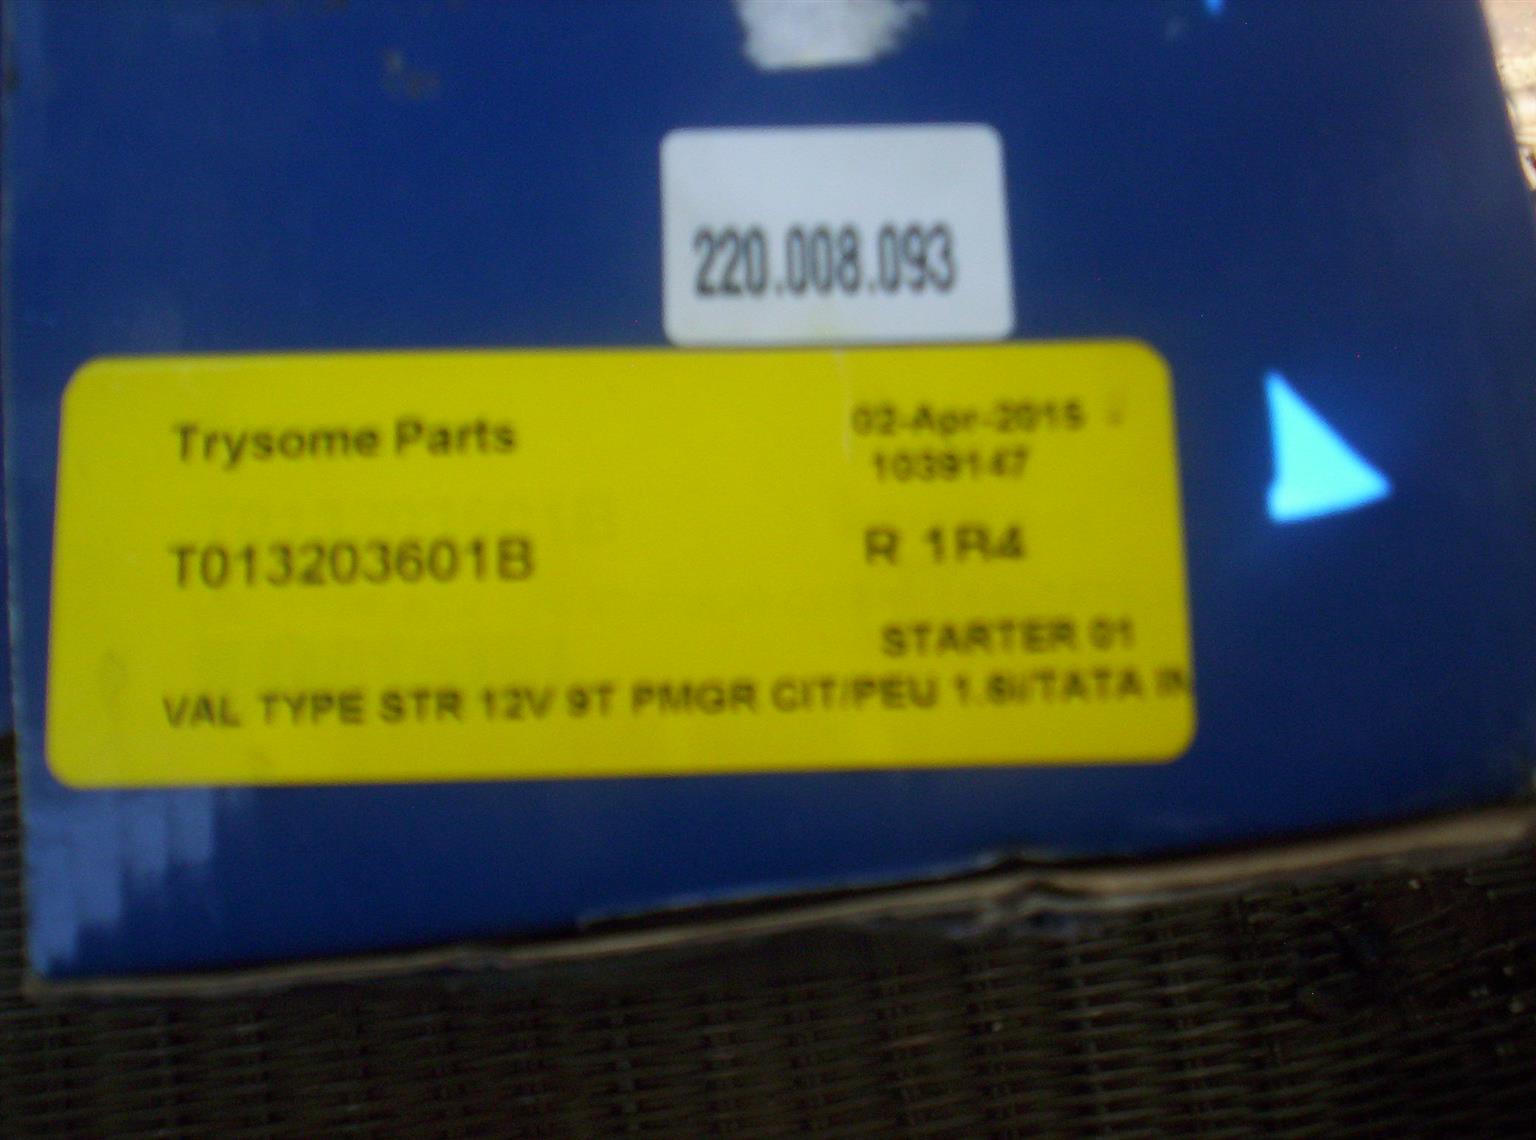 220.008.093
Trysome Parts
02-Apr-2015
1039147
T013203601B
R 1R4
STARTER 01
VAL TYPE STR 12V 9T PMGR CIT/PEU 1.8i/TATA IN